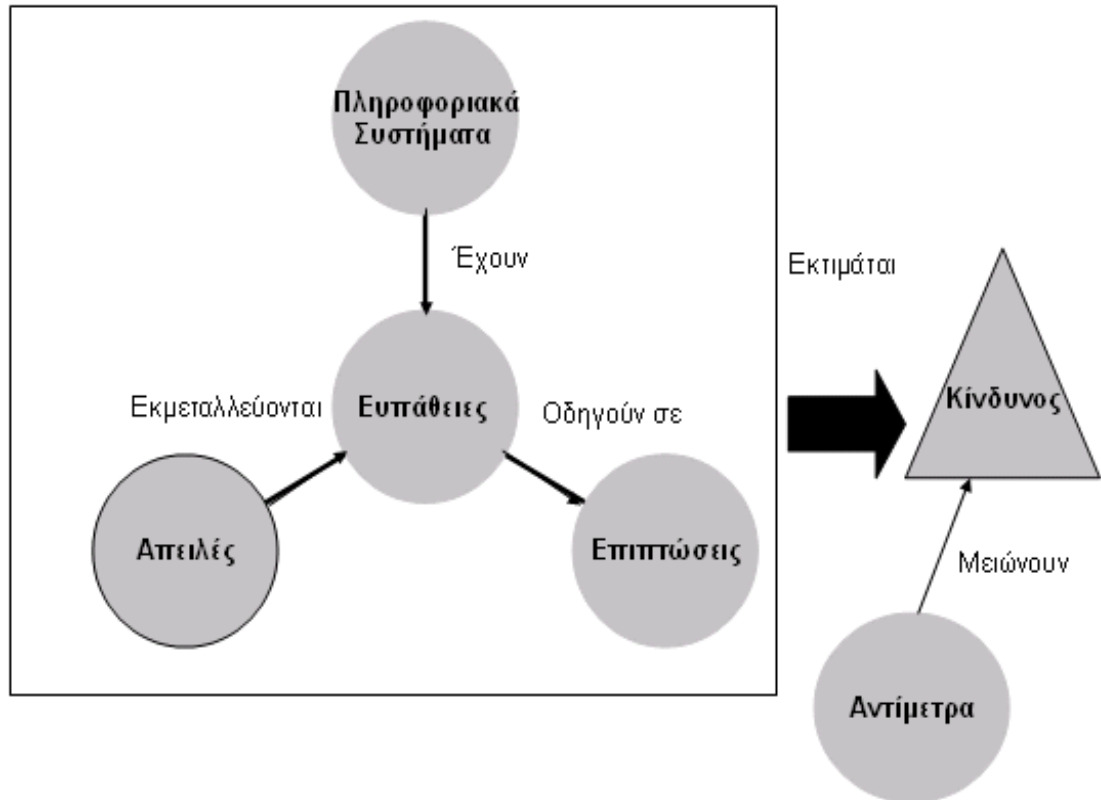 Πληροφοριακά
Συστήματα
Έχουν
Εκτιμάται
Εκμεταλλεύονται
Ευπάθειες
Οδηγούν σε
Κίνδυνος
Απειλές
Επιπτώσεις
Μειώνουν
Αντίμετρα